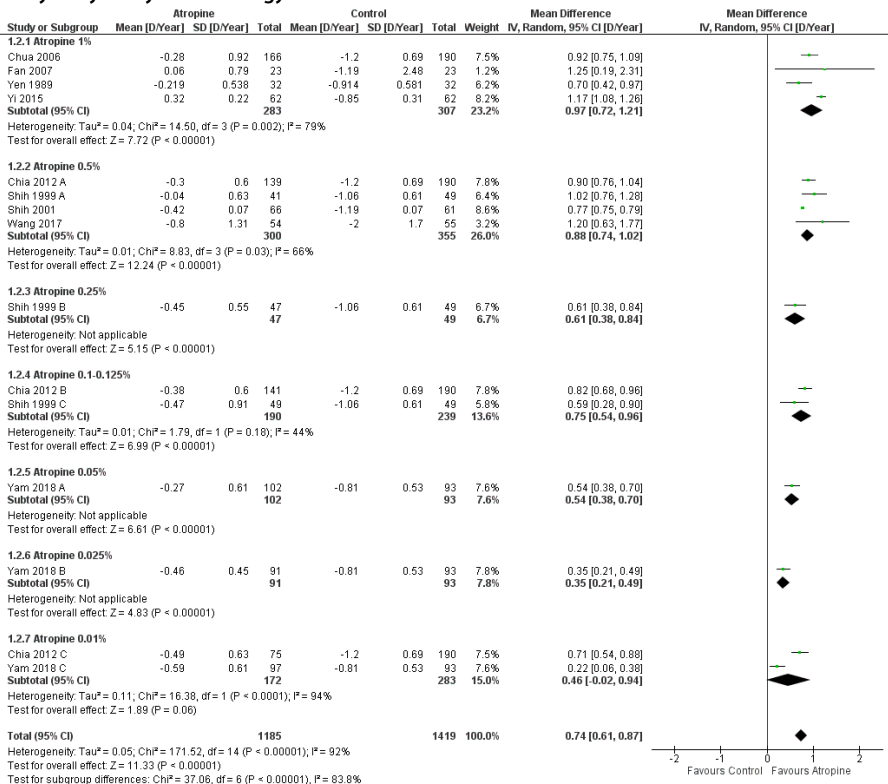 Atropine Control Mean Difference Mean Difference
Study or Subgroup Mean [D/Year] SD [D/Year] Total Mean [D/Year] SD [D/Year] Total Weight IV, Random, 95% CI [D/Year] IV, Random, 95% CI [D/Year]
1.2.1 Atropine 1%
Chua 2006 -0.28 0.92 166 -1.2 0.69 190 7.5% 0.92 [0.75, 1.09]
Fan 2007 0.06 0.79 23 -1.19 2.48 23 1.2% 1.25 [0.19, 2.31]
Yen 1989 -0.219 0.538 32 -0.914 0.581 32 6.1% 0.70 [0.42, 0.97]
Yi 2015 0.32 0.22 62 -0.85 0.31 62 8.2% 1.17 [1.08, 1.26]
Subtotal (95% CI) 283 307 23.2% 0.97 [0.72, 1.21]
Heterogeneity: Tau² = 0.04; Chi² = 14.50, df = 3 (P = 0.002); I² = 79%
Test for overall effect: Z = 7.72 (P < 0.00001)
1.2.2 Atropine 0.5%
Chia 2012 A -0.3 0.6 139 -1.2 0.69 190 7.8% 0.90 [0.76, 1.04]
Shih 1999 A -0.04 0.63 41 -1.06 0.61 49 6.4% 1.02 [0.76, 1.28]
Shih 2001 -0.42 0.07 66 -1.19 0.07 61 8.6% 0.77 [0.75, 0.79]
Wang 2017 -0.8 1.31 54 -2 1.7 55 3.2% 1.20 [0.63, 1.77]
Subtotal (95% CI) 300 355 26.0% 0.88 [0.74, 1.02]
Heterogeneity: Tau² = 0.01; Chi² = 8.83, df = 3 (P = 0.03); I² = 66%
Test for overall effect: Z = 12.24 (P < 0.00001)
1.2.3 Atropine 0.25%
Shih 1999 B -0.45 0.55 47 -1.06 0.61 49 6.7% 0.61 [0.38, 0.84]
Subtotal (95% CI) 47 49 6.7% 0.61 [0.38, 0.84]
Heterogeneity: Not applicable
Test for overall effect: Z = 5.15 (P < 0.00001)
1.2.4 Atropine 0.1-0.125%
Chia 2012 B -0.38 0.6 141 -1.2 0.69 190 7.8% 0.82 [0.68, 0.96]
Shih 1999 C -0.47 0.91 49 -1.06 0.61 49 5.8% 0.59 [0.28, 0.90]
Subtotal (95% CI) 190 239 13.6% 0.75 [0.54, 0.96]
Heterogeneity: Tau² = 0.01; Chi² = 1.79, df = 1 (P = 0.18); I² = 44%
Test for overall effect: Z = 6.99 (P < 0.00001)
1.2.5 Atropine 0.05%
Yam 2018 A -0.27 0.61 102 -0.81 0.53 93 7.6% 0.54 [0.38, 0.70]
Subtotal (95% CI) 102 93 7.6% 0.54 [0.38, 0.70]
Heterogeneity: Not applicable
Test for overall effect: Z = 6.61 (P < 0.00001)
1.2.6 Atropine 0.025%
Yam 2018 B -0.46 0.45 91 -0.81 0.53 93 7.8% 0.35 [0.21, 0.49]
Subtotal (95% CI) 91 93 7.8% 0.35 [0.21, 0.49]
Heterogeneity: Not applicable
Test for overall effect: Z = 4.83 (P < 0.00001)
1.2.7 Atropine 0.01%
Chia 2012 C -0.49 0.63 75 -1.2 0.69 190 7.5% 0.71 [0.54, 0.88]
Yam 2018 C -0.59 0.61 97 -0.81 0.53 93 7.6% 0.22 [0.06, 0.38]
Subtotal (95% CI) 172 283 15.0% 0.46 [-0.02, 0.94]
Heterogeneity: Tau² = 0.11; Chi² = 16.38, df = 1 (P < 0.0001); I² = 94%
Test for overall effect: Z = 1.89 (P = 0.06)
Total (95% CI) 1185 1419 100.0% 0.74 [0.61, 0.87]
Heterogeneity: Tau² = 0.05; Chi² = 171.52, df = 14 (P < 0.00001); I² = 92%
Test for overall effect: Z = 11.33 (P < 0.00001)
Test for subgroup differences: Chi² = 37.06, df = 6 (P < 0.00001), I² = 83.8%
-2 -1 0 1 2
Favours Control Favours Atropine